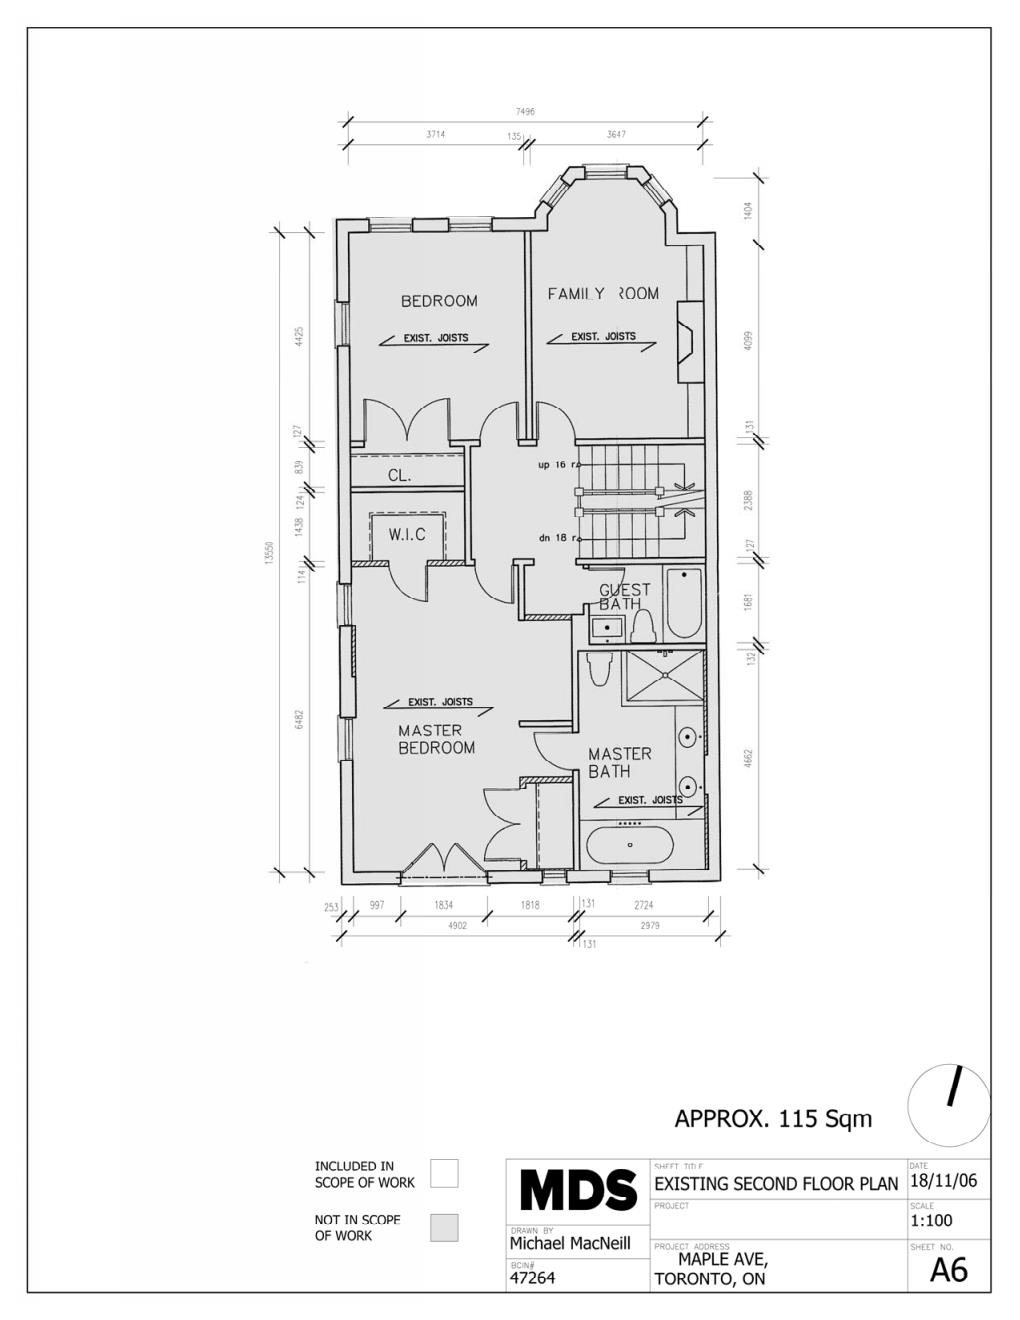 7496
3714
135
3647
1404
4425
4099
BEDROOM
FAMILY ROOM
EXIST. JOISTS
EXIST. JOISTS
127
131
839
CL.
up 16 r
124
2388
1438
W.I.C
dn 18 r
13550
127
114
GUEST
BATH
1681
132
6482
EXIST. JOISTS
MASTER
BEDROOM
MASTER
BATH
4662
EXIST. JOISTS
253
997
1834
1818
131
2724
4902
2979
131
APPROX. 115 Sqm
INCLUDED IN
SCOPE OF WORK
NOT IN SCOPE
OF WORK
MDS
DRAWN BY
Michael MacNeill
BCIN#
47264
SHEET TITLE
EXISTING SECOND FLOOR PLAN
PROJECT
PROJECT ADDRESS
MAPLE AVE,
TORONTO, ON
DATE
18/11/06
SCALE
1:100
SHEET NO.
A6